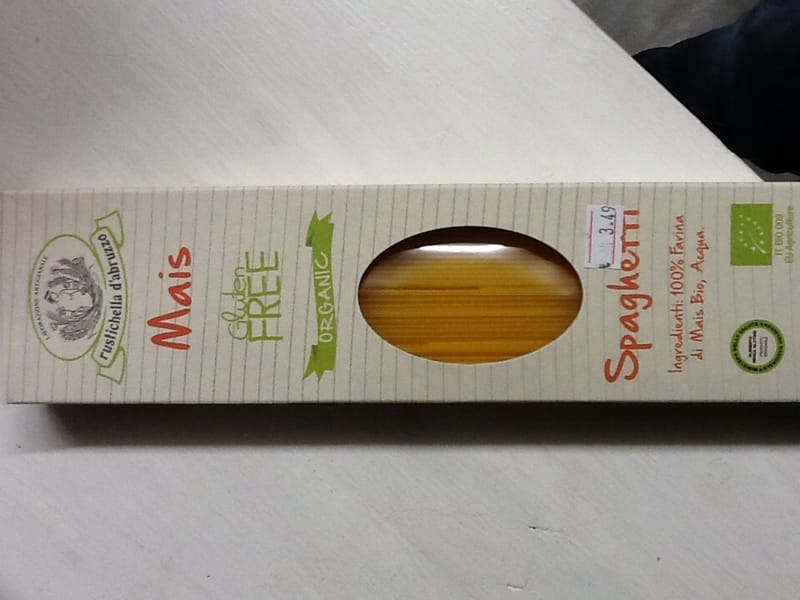 LAVORAZIONE ARTIGIANALE
rustichella d'abruzzo
Mais
Gluten
FREE
ORGANIC
3.49
Spaghetti
Ingredienti: 100% Farina
di Mais Bio, Acqua.
IT BIO 009
EU Agriculture